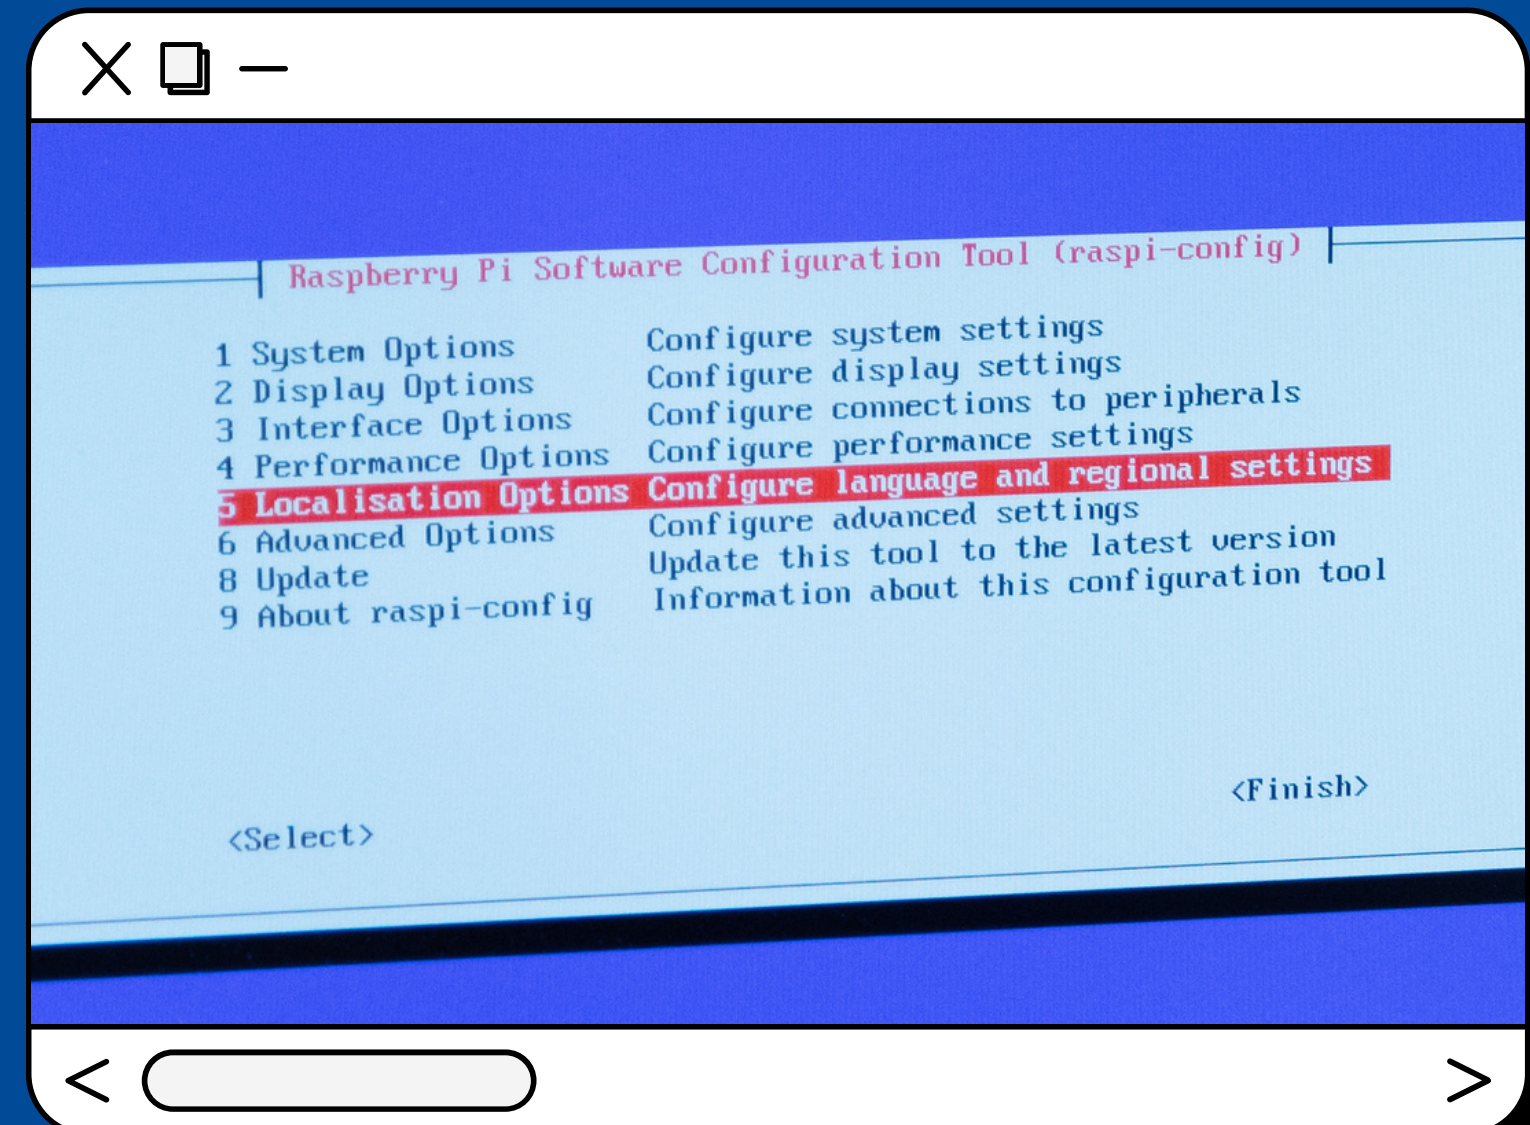 Raspberry Pi Software Configuration Tool (raspi-config)
1 System Options Configure system settings
2 Display Options Configure display settings
3 Interface Options Configure connections to peripherals
4 Performance Options Configure performance settings
5 Localisation Options Configure language and regional settings
6 Advanced Options Configure advanced settings
8 Update Update this tool to the latest version
9 About raspi-config Information about this configuration tool
<Select> <Finish>